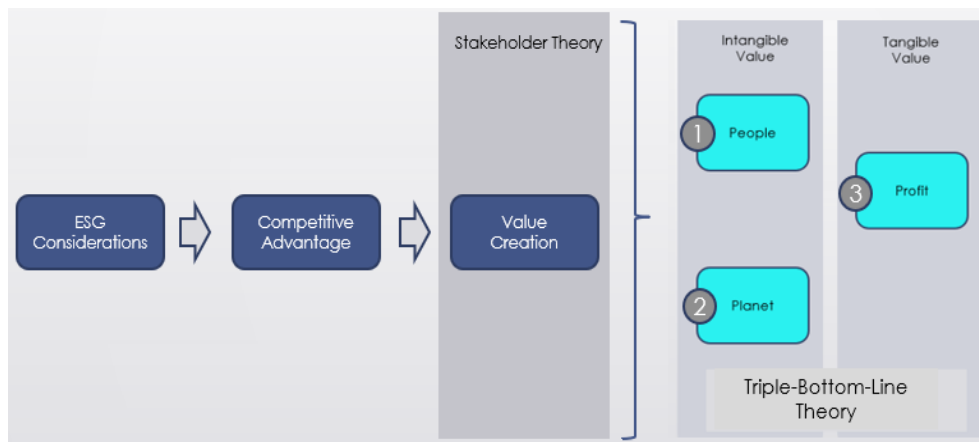 Stakeholder Theory
Intangible
Value
Tangible
Value
1
People
3
Profit
ESG
Considerations
Competitive
Advantage
Value
Creation
2
Planet
Triple-Bottom-Line
Theory